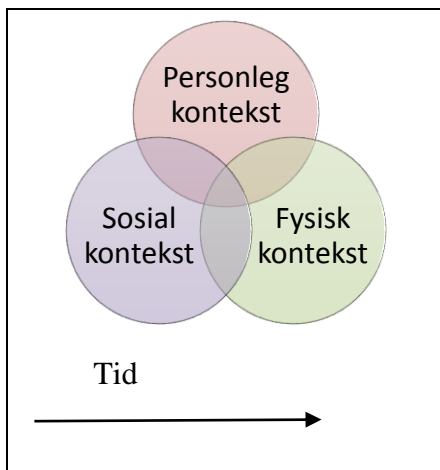 Personleg
kontekst
Sosial
kontekst
Fysisk
kontekst
Tid